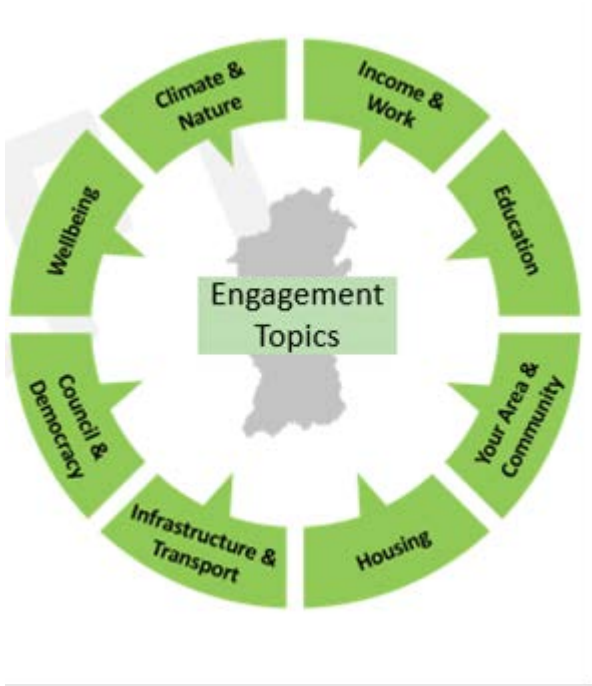 Climate &
Nature
Income &
Work
Education
Your Area &
Community
Housing
Infrastructure &
Transport
Council &
Democracy
Wellbeing
Engagement
Topics